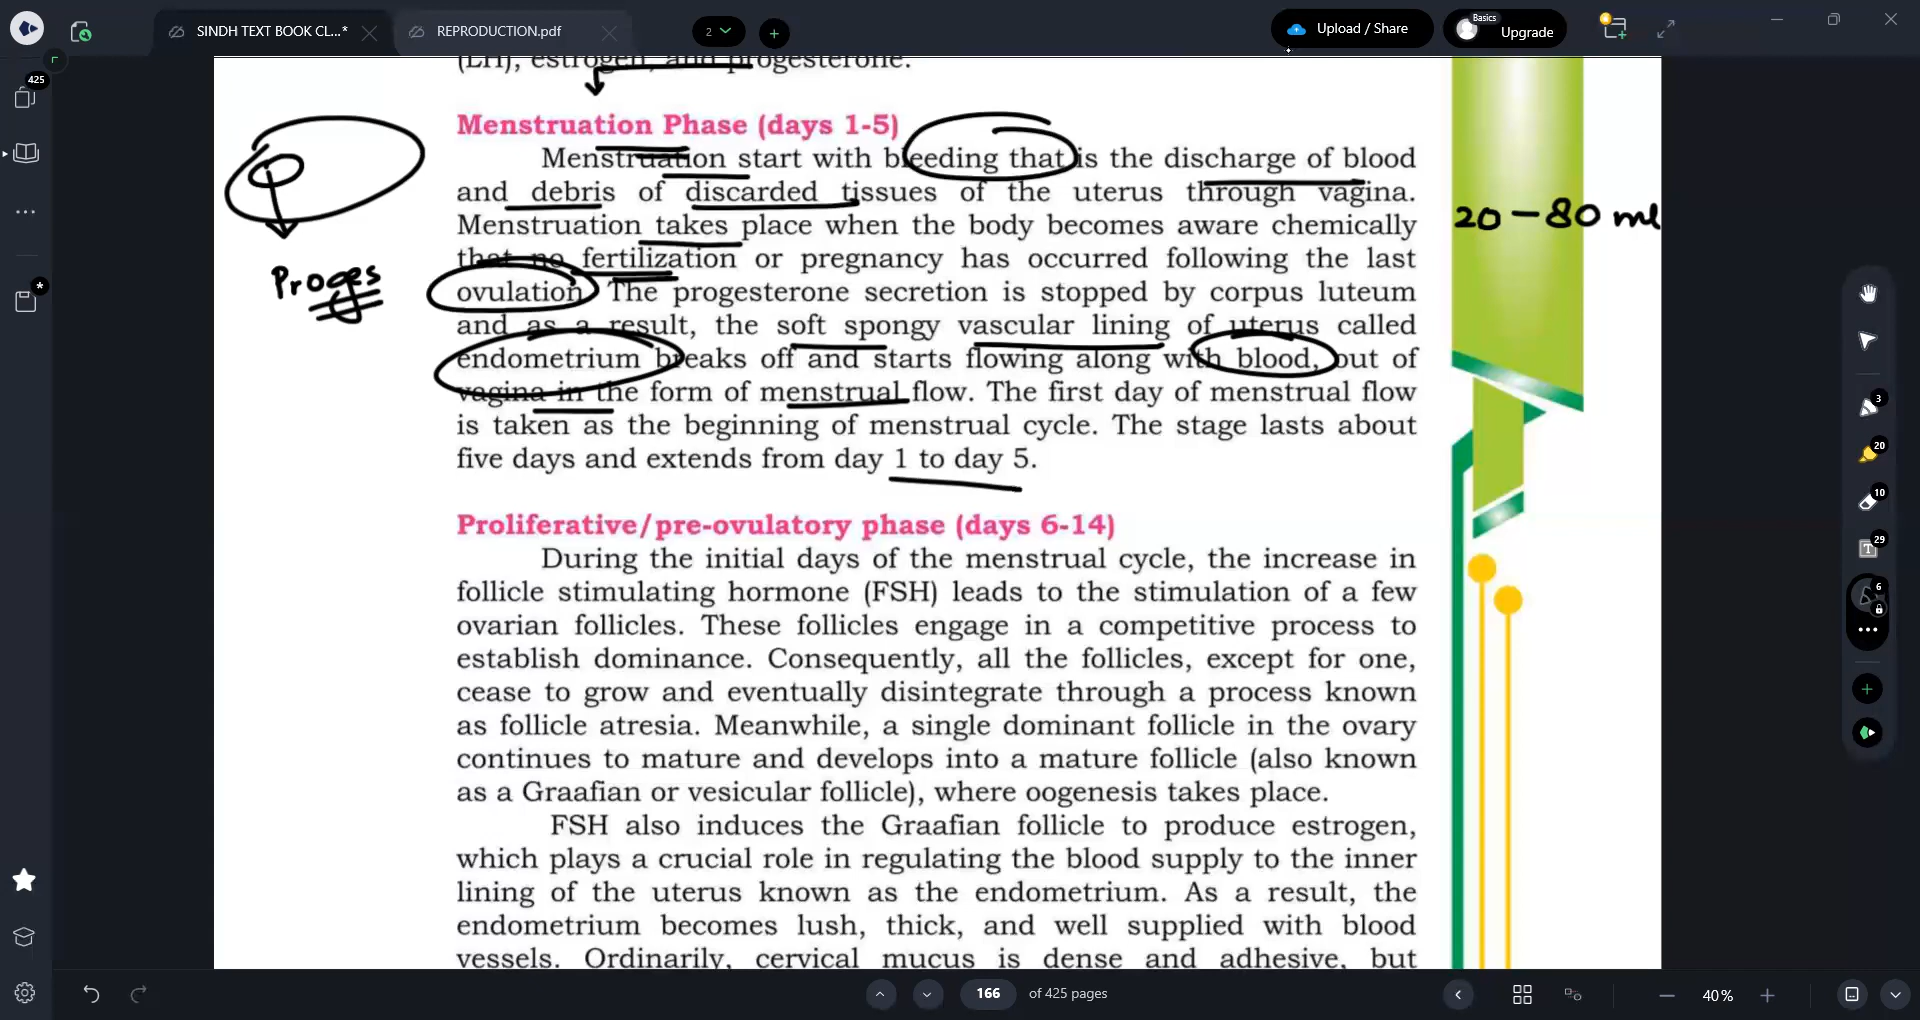 SINDH TEXT BOOK CL...*
REPRODUCTION.pdf
2
Upload / Share
Basics
Upgrade
425
(LH), estrogen, and progesterone.
Menstruation Phase (days 1-5)
Menstruation start with bleeding that is the discharge of blood
and debris of discarded tissues of the uterus through vagina.
Menstruation takes place when the body becomes aware chemically
that no fertilization or pregnancy has occurred following the last
ovulation. The progesterone secretion is stopped by corpus luteum
and as a result, the soft spongy vascular lining of uterus called
endometrium breaks off and starts flowing along with blood, out of
vagina in the form of menstrual flow. The first day of menstrual flow
is taken as the beginning of menstrual cycle. The stage lasts about
five days and extends from day 1 to day 5.
20 - 80 ml
Proges
Proliferative/pre-ovulatory phase (days 6-14)
During the initial days of the menstrual cycle, the increase in
follicle stimulating hormone (FSH) leads to the stimulation of a few
ovarian follicles. These follicles engage in a competitive process to
establish dominance. Consequently, all the follicles, except for one,
cease to grow and eventually disintegrate through a process known
as follicle atresia. Meanwhile, a single dominant follicle in the ovary
continues to mature and develops into a mature follicle (also known
as a Graafian or vesicular follicle), where oogenesis takes place.
FSH also induces the Graafian follicle to produce estrogen,
which plays a crucial role in regulating the blood supply to the inner
lining of the uterus known as the endometrium. As a result, the
endometrium becomes lush, thick, and well supplied with blood
vessels. Ordinarily, cervical mucus is dense and adhesive, but
3
20
10
T 29
6
166
of 425 pages
40%